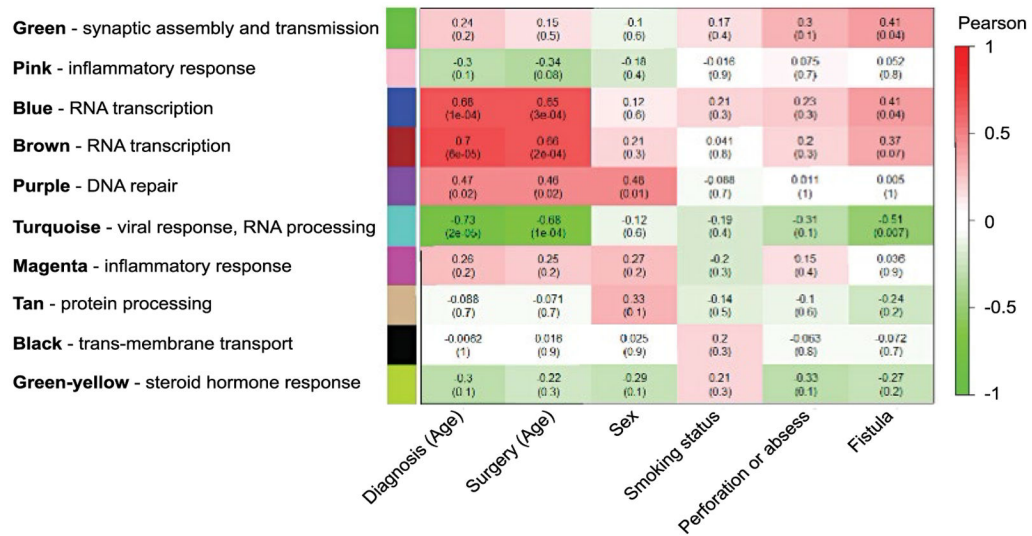 Pearson
Green - synaptic assembly and transmission
0.24 0.15 -0.1 0.17 0.3 0.41
(0.2) (0.5) (0.6) (0.4) (0.1) (0.04)
Pink - inflammatory response
-0.3 -0.34 -0.18 -0.016 0.075 0.052
(0.1) (0.08) (0.4) (0.9) (0.7) (0.8)
Blue - RNA transcription
0.68 0.65 0.12 0.21 0.23 0.41
(1e-04) (3e-04) (0.6) (0.3) (0.3) (0.04)
Brown - RNA transcription
0.7 0.66 0.21 0.041 0.2 0.37
(6e-05) (2e-04) (0.3) (0.8) (0.3) (0.07)
Purple - DNA repair
0.47 0.46 0.48 -0.088 0.011 0.005
(0.02) (0.02) (0.01) (0.7) (1) (1)
Turquoise - viral response, RNA processing
-0.73 -0.68 -0.12 -0.19 -0.31 -0.51
(2e-05) (1e-04) (0.6) (0.4) (0.1) (0.007)
Magenta - inflammatory response
0.26 0.25 0.27 -0.2 0.15 0.036
(0.2) (0.2) (0.2) (0.3) (0.4) (0.9)
Tan - protein processing
-0.088 -0.071 0.33 -0.14 -0.1 -0.24
(0.7) (0.7) (0.1) (0.5) (0.6) (0.2)
Black - trans-membrane transport
-0.0062 0.016 0.025 0.2 -0.063 -0.072
(1) (0.9) (0.9) (0.3) (0.8) (0.7)
Green-yellow - steroid hormone response
-0.3 -0.22 -0.29 0.21 -0.33 -0.27
(0.1) (0.3) (0.1) (0.3) (0.1) (0.2)
1
0.5
0
-0.5
-1
Diagnosis (Age)
Surgery (Age)
Sex
Smoking status
Perforation or absess
Fistula